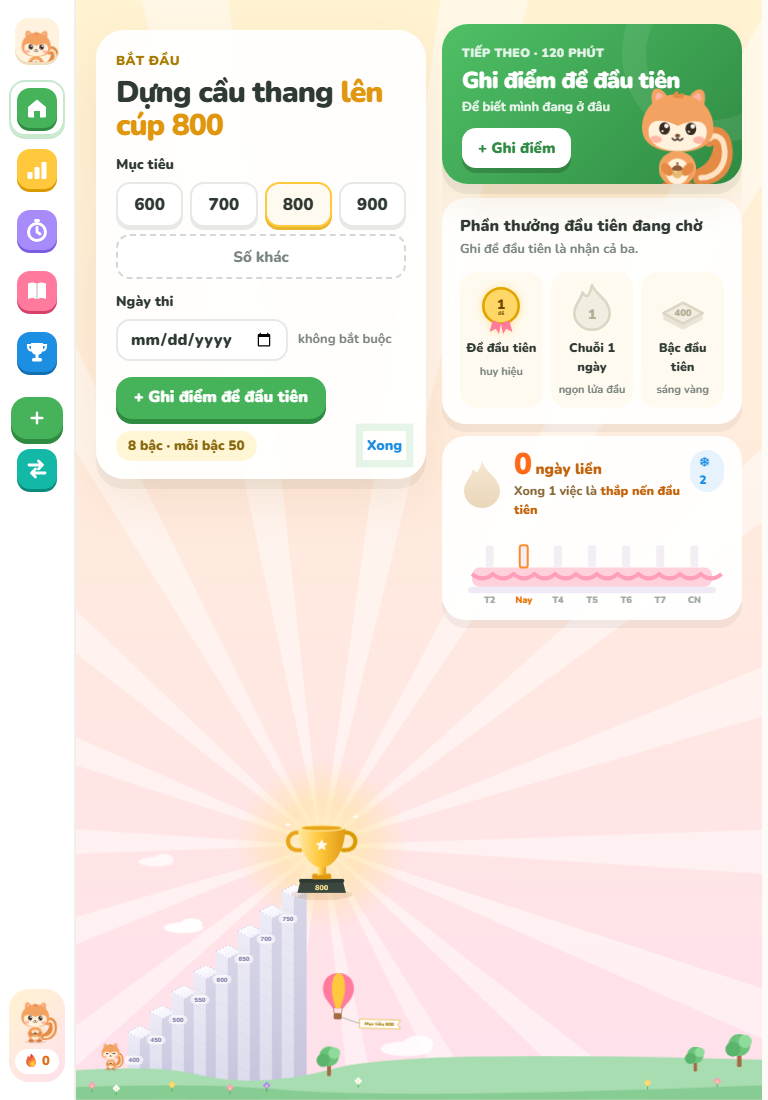 BẮT ĐẦU
Dựng cầu thang lên
cúp 800
Mục tiêu
600
700
800
900
Số khác
Ngày thi
mm/dd/yyyy
không bắt buộc
+ Ghi điểm đề đầu tiên
8 bậc · mỗi bậc 50
Xong
TIẾP THEO · 120 PHÚT
Ghi điểm đề đầu tiên
Để biết mình đang ở đâu
+ Ghi điểm
Phần thưởng đầu tiên đang chờ
Ghi đề đầu tiên là nhận cả ba.
1
đề
Đề đầu tiên
huy hiệu
1
Chuỗi 1
ngày
ngọn lửa đầu
400
Bậc đầu
tiên
sáng vàng
0 ngày liền
Xong 1 việc là thắp nến đầu
tiên
❄
2
T2
Nay
T4
T5
T6
T7
CN
800
750
700
650
600
550
500
450
400
Mục tiêu 800
+
0